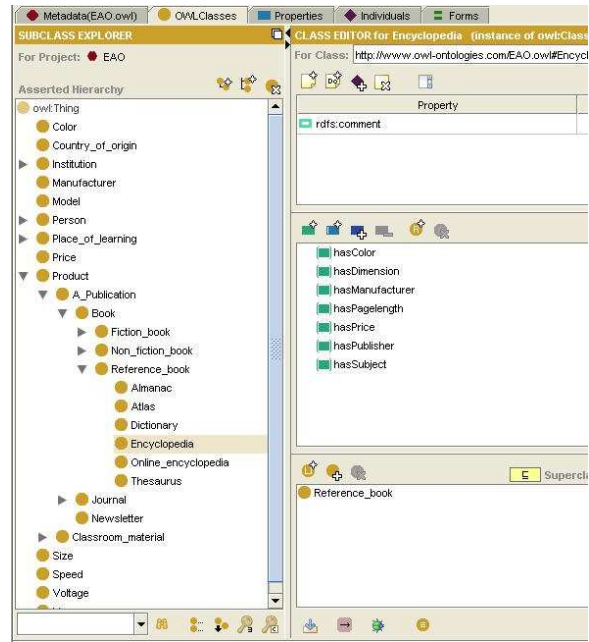 Metadata(EAO.owl) OWLClasses Properties Individuals Forms
SUBCLASS EXPLORER
For Project: EAO
Asserted Hierarchy
owl:Thing
Color
Country_of_origin
Institution
Manufacturer
Model
Person
Place_of_learning
Price
Product
A_Publication
Book
Fiction_book
Non_fiction_book
Reference_book
Almanac
Atlas
Dictionary
Encyclopedia
Online_encyclopedia
Thesaurus
Journal
Newsletter
Classroom_material
Size
Speed
Voltage
CLASS EDITOR for Encyclopedia (instance of owl:Class
For Class: http://www.owl-ontologies.com/EAO.owl#Encycl
Property
rdfs:comment
hasColor
hasDimension
hasManufacturer
hasPagelength
hasPrice
hasPublisher
hasSubject
Supercla
Reference_book